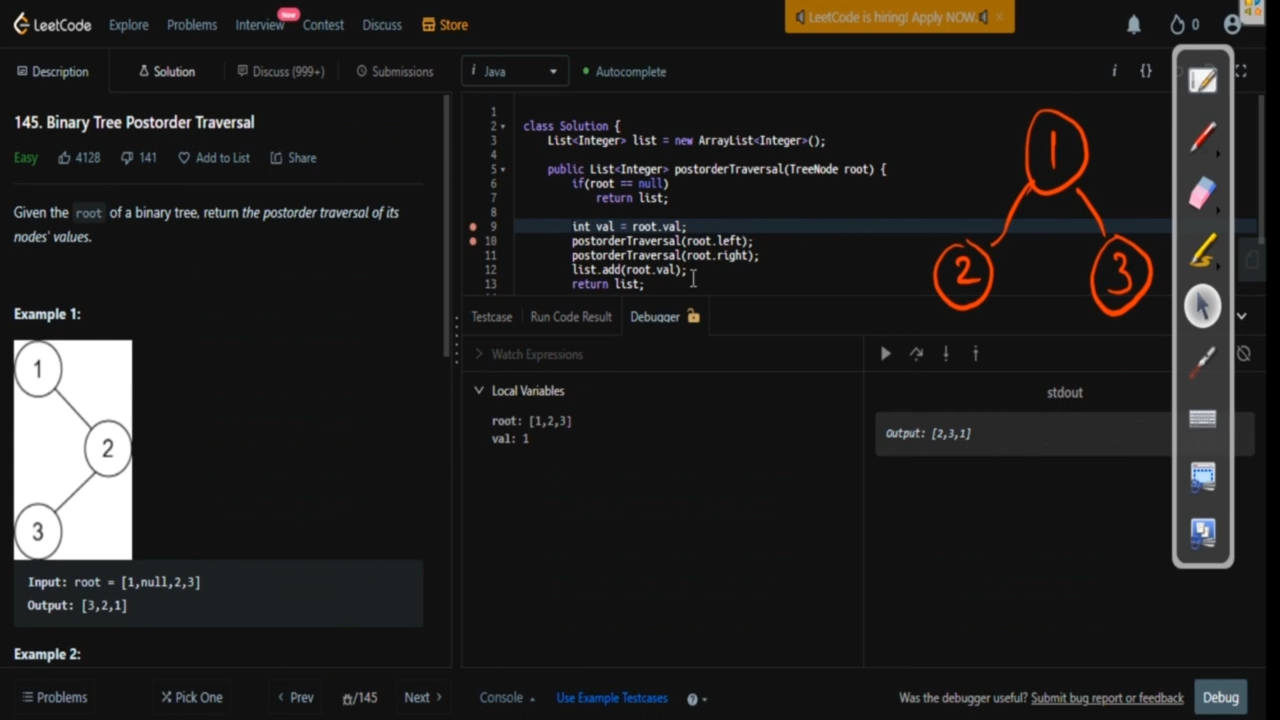 LeetCode
Explore
Problems
Interview
New
Contest
Discuss
Store
LeetCode is hiring! Apply NOW.
0
Description
Solution
Discuss (999+)
Submissions
i Java
Autocomplete
i {}
145. Binary Tree Postorder Traversal
Easy
4128
141
Add to List
Share
Given the root of a binary tree, return the postorder traversal of its
nodes' values.
Example 1:
1
2
3
Input: root = [1,null,2,3]
Output: [3,2,1]
Example 2:
1
2 class Solution {
3 List<Integer> list = new ArrayList<Integer>();
4
5 public List<Integer> postorderTraversal(TreeNode root) {
6 if(root == null)
7 return list;
8
9 int val = root.val;
10 postorderTraversal(root.left);
11 postorderTraversal(root.right);
12 list.add(root.val);
13 return list;
1
2
3
Testcase
Run Code Result
Debugger
Watch Expressions
Local Variables
root: [1,2,3]
val: 1
stdout
Output: [2,3,1]
Problems
Pick One
Prev
/145
Next
Console
Use Example Testcases
Was the debugger useful? Submit bug report or feedback
Debug